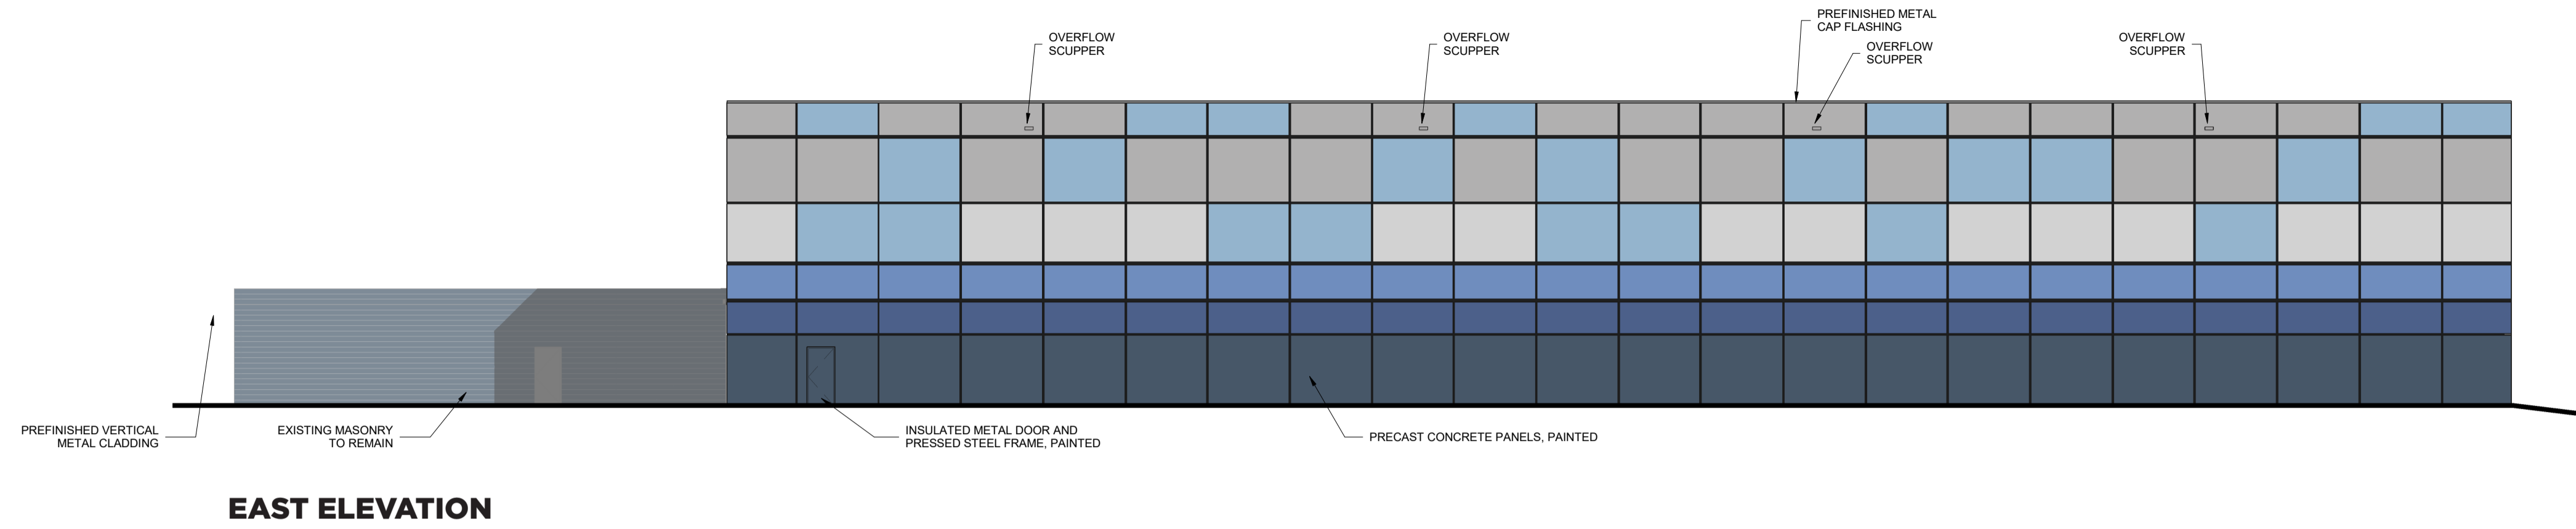 PREFINISHED METAL
CAP FLASHING
OVERFLOW
SCUPPER
OVERFLOW
SCUPPER
OVERFLOW
SCUPPER
OVERFLOW
SCUPPER
PREFINISHED VERTICAL
METAL CLADDING
EXISTING MASONRY
TO REMAIN
INSULATED METAL DOOR AND
PRESSED STEEL FRAME, PAINTED
PRECAST CONCRETE PANELS, PAINTED
EAST ELEVATION